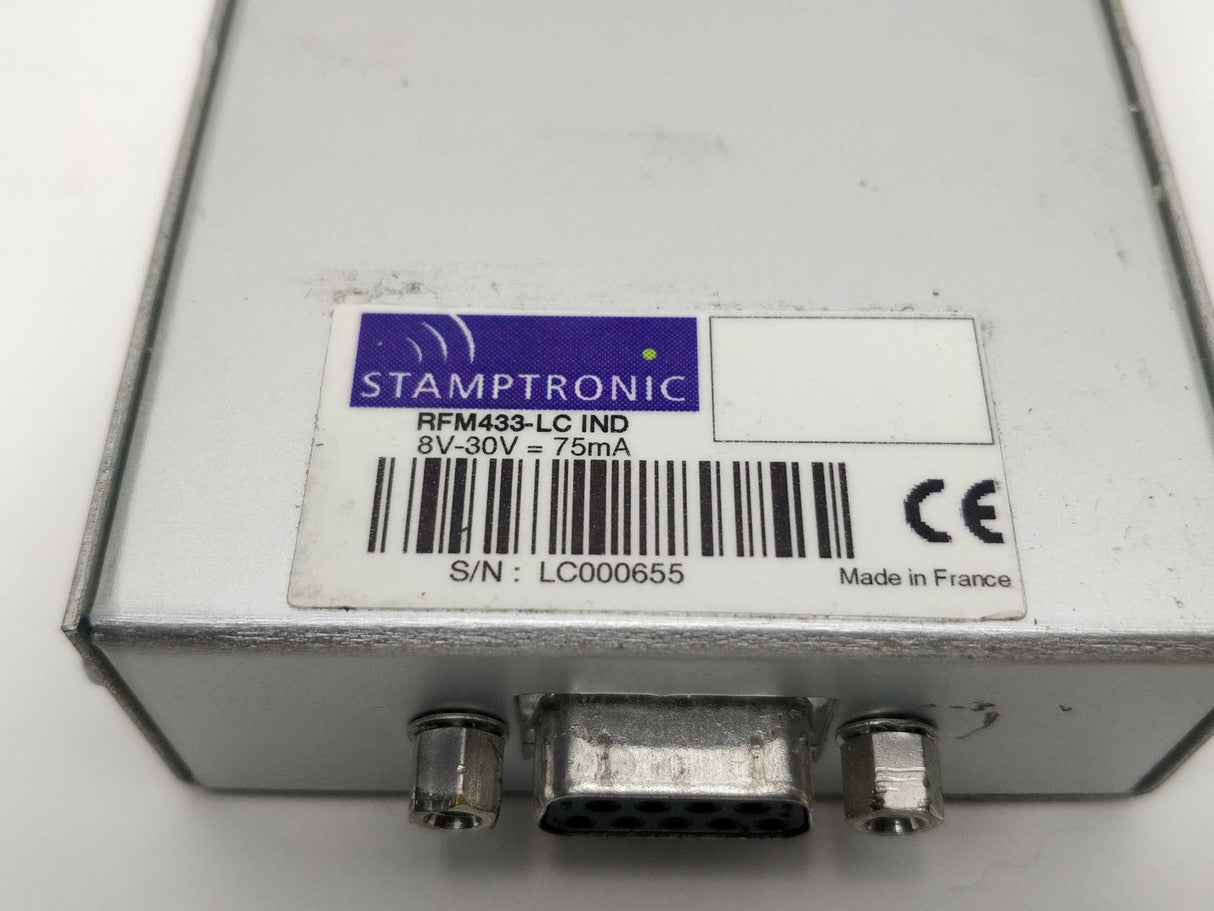 STAMPTRONIC
RFM433-LC IND
8V-30V = 75mA
CE
S/N : LC000655
Made in France